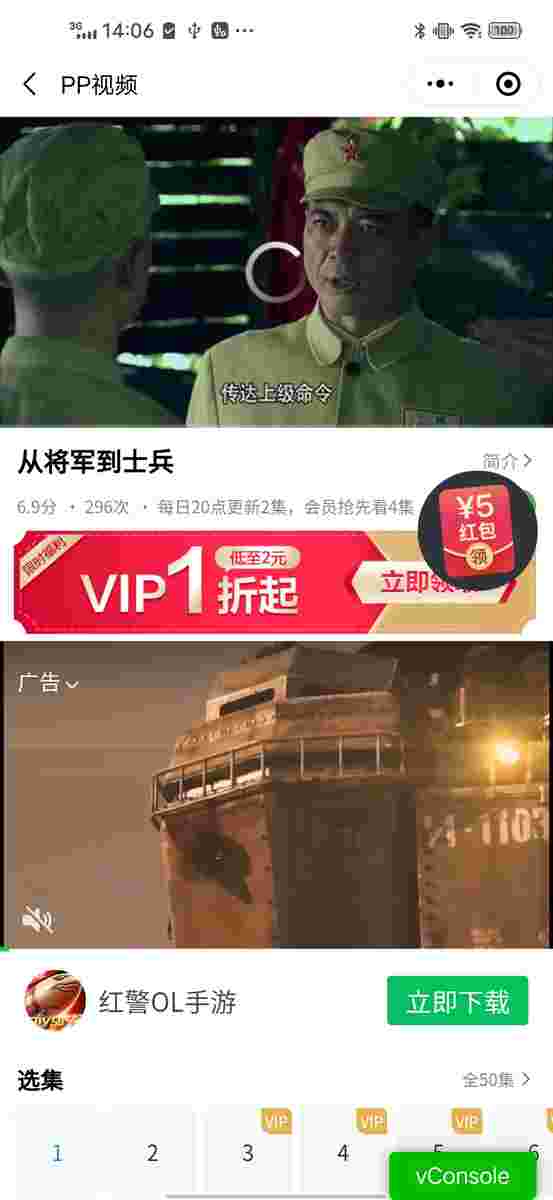 3G 14:06 100
PP视频
传达上级命令
从将军到士兵
简介
6.9分 · 296次 · 每日20点更新2集，会员抢先看4集
¥5
红包
领
限时福利
VIP1折起
低至2元
立即领
广告
14-1103
红警OL手游
立即下载
选集
全50集
VIP VIP VIP
1 2 3 4 5 6
vConsole